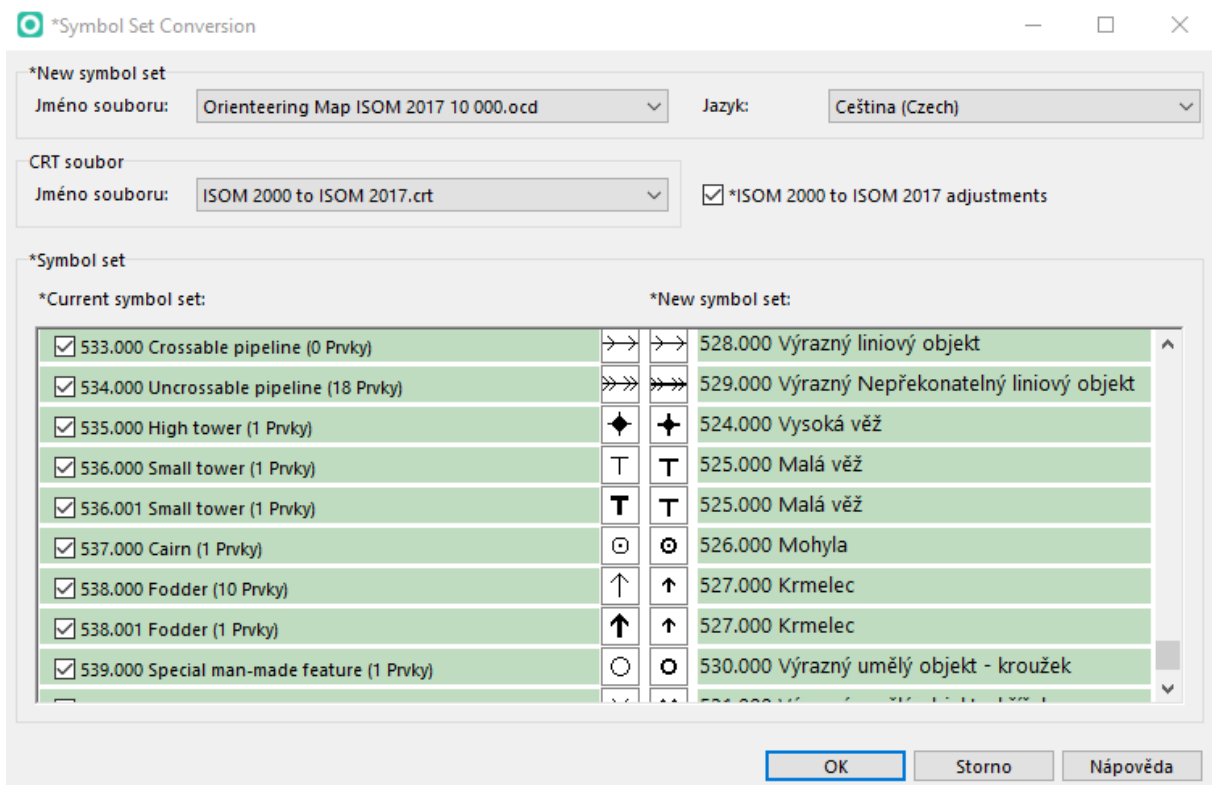 *Symbol Set Conversion
*New symbol set
Jméno souboru: Orienteering Map ISOM 2017 10 000.ocd Jazyk: Ceština (Czech)
CRT soubor
Jméno souboru: ISOM 2000 to ISOM 2017.crt *ISOM 2000 to ISOM 2017 adjustments
*Symbol set
*Current symbol set: *New symbol set:
533.000 Crossable pipeline (0 Prvky) 528.000 Výrazný liniový objekt
534.000 Uncrossable pipeline (18 Prvky) 529.000 Výrazný Nepřekonatelný liniový objekt
535.000 High tower (1 Prvky) 524.000 Vysoká věž
536.000 Small tower (1 Prvky) 525.000 Malá věž
536.001 Small tower (1 Prvky) 525.000 Malá věž
537.000 Cairn (1 Prvky) 526.000 Mohyla
538.000 Fodder (10 Prvky) 527.000 Krmelec
538.001 Fodder (1 Prvky) 527.000 Krmelec
539.000 Special man-made feature (1 Prvky) 530.000 Výrazný umělý objekt - kroužek
OK Storno Nápověda